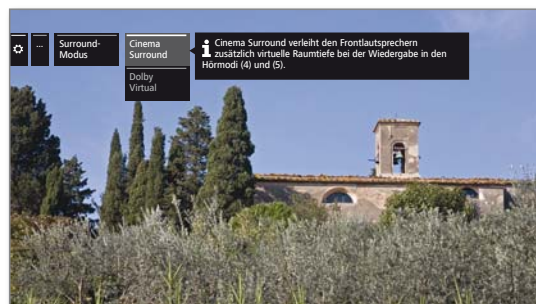 ...
Surround-
Modus
Cinema
Surround
Dolby
Virtual
i Cinema Surround verleiht den Frontlautsprechern
zusätzlich virtuelle Raumtiefe bei der Wiedergabe in den
Hörmodi (4) und (5).